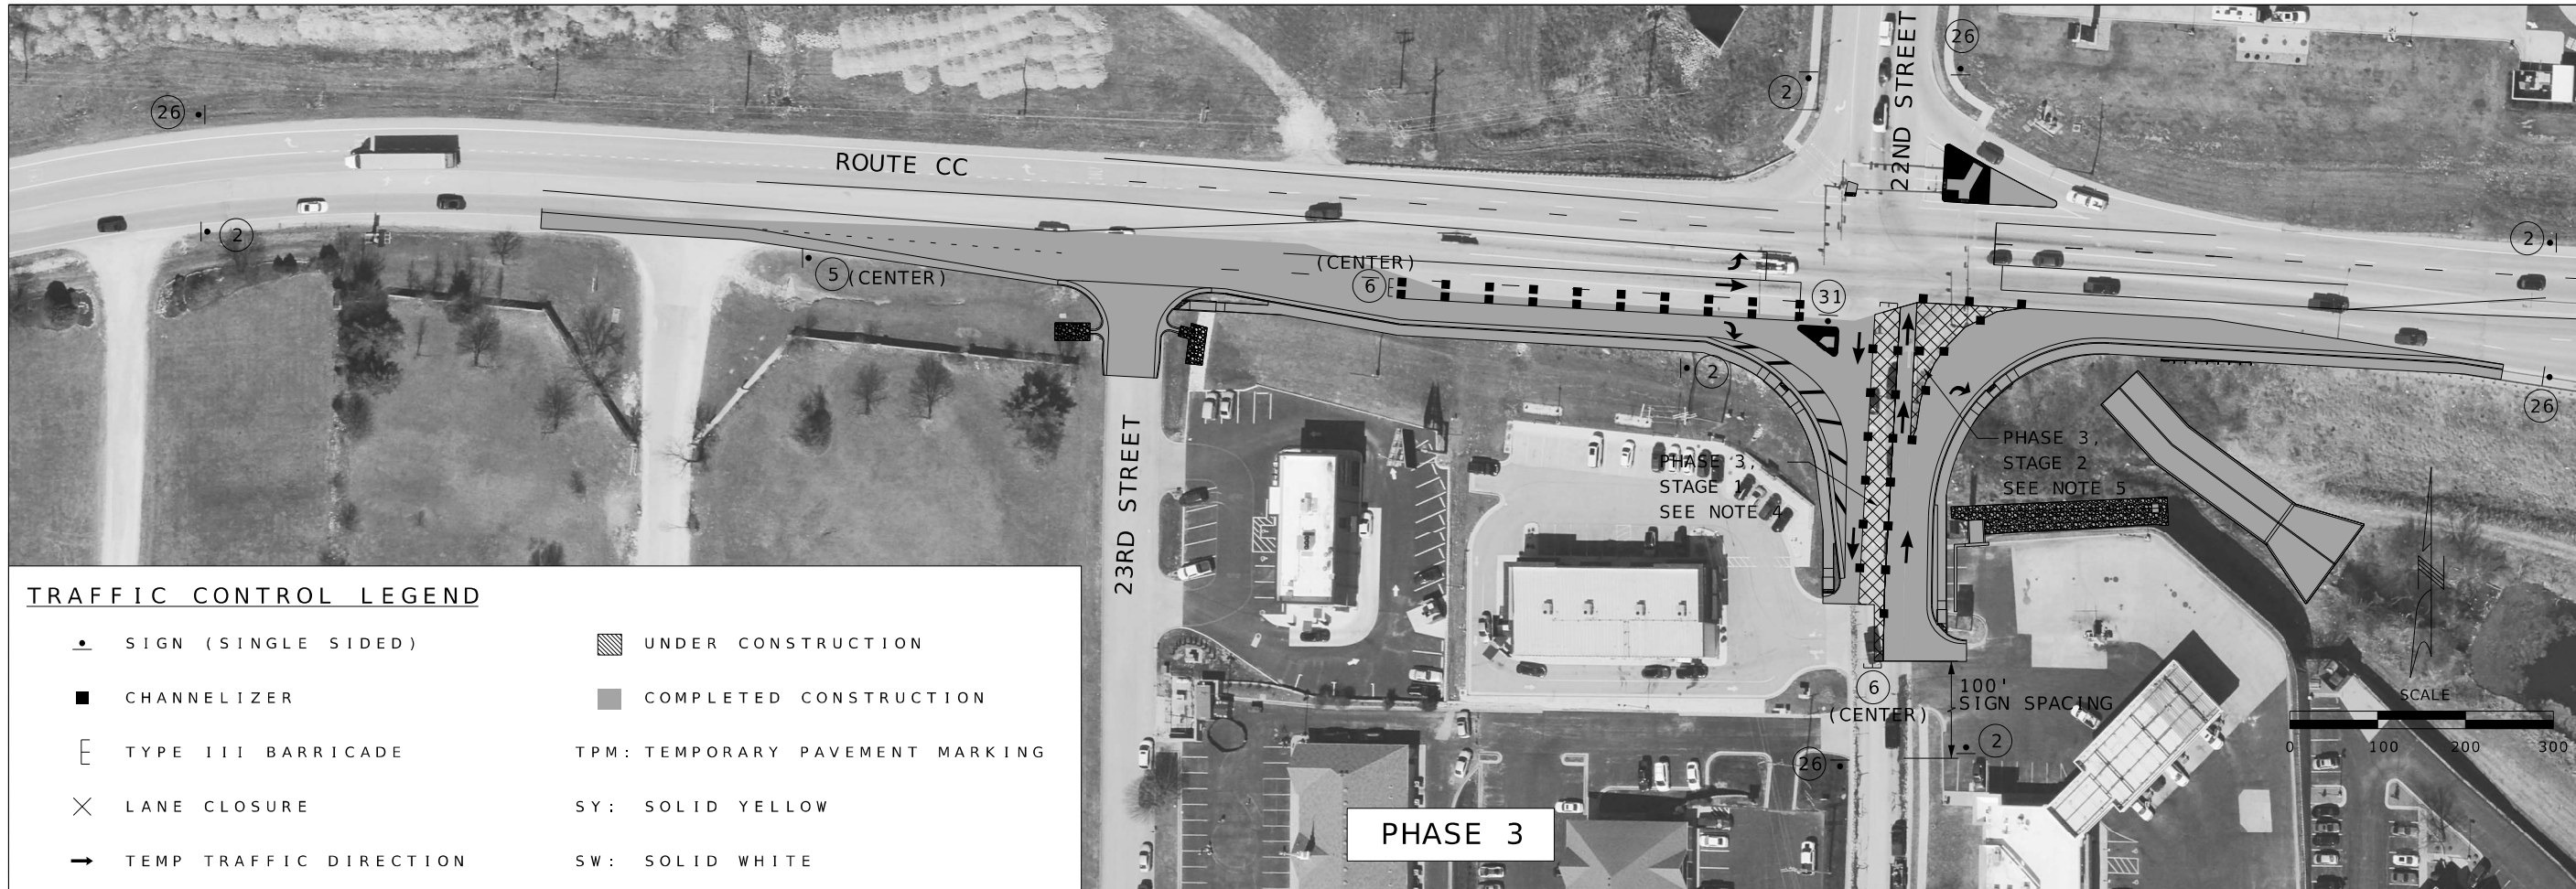 26
2
22ND STREET
26
ROUTE CC
2
5 (CENTER)
(CENTER)
6
31
2
2
26
23RD STREET
PHASE 3,
STAGE 1
SEE NOTE 4
PHASE 3,
STAGE 2
SEE NOTE 5
6
(CENTER)
100'
SIGN SPACING
2
26
SCALE
0 100 200 300
TRAFFIC CONTROL LEGEND
SIGN (SINGLE SIDED)
CHANNELIZER
TYPE III BARRICADE
LANE CLOSURE
TEMP TRAFFIC DIRECTION
UNDER CONSTRUCTION
COMPLETED CONSTRUCTION
TPM: TEMPORARY PAVEMENT MARKING
SY: SOLID YELLOW
SW: SOLID WHITE
PHASE 3